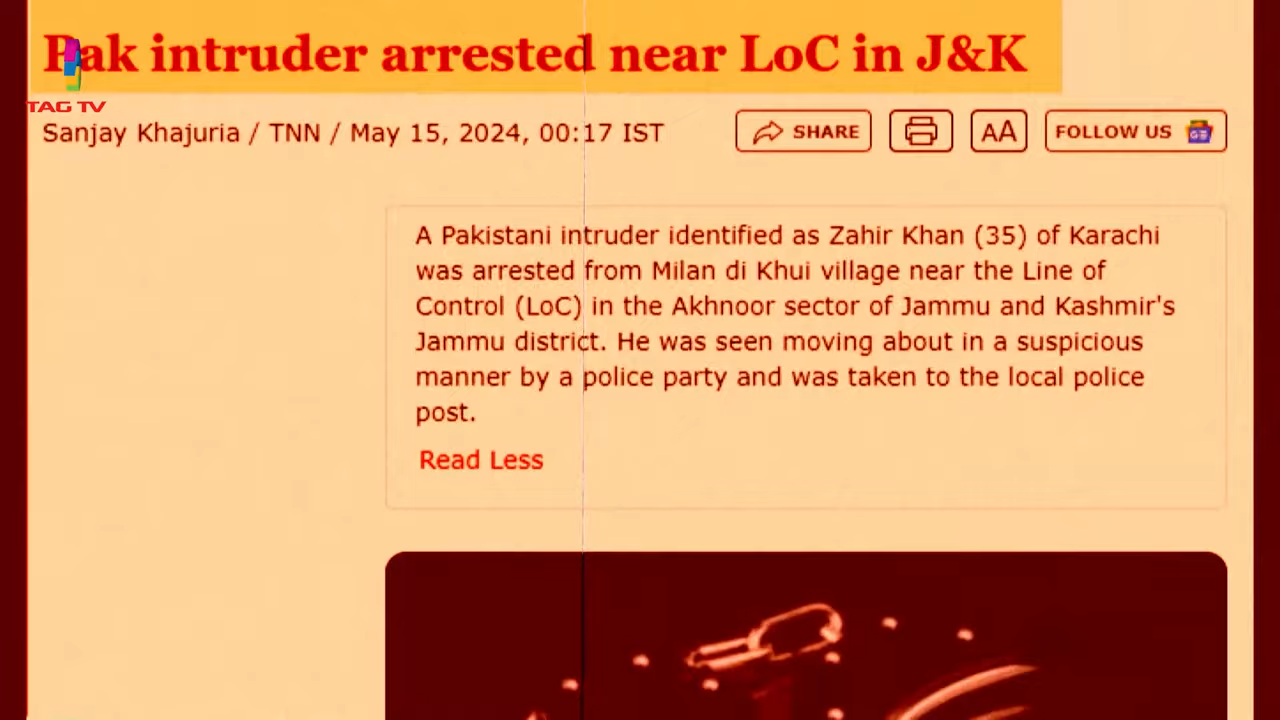 Pak intruder arrested near LoC in J&K
TAG TV
Sanjay Khajuria / TNN / May 15, 2024, 00:17 IST
SHARE
AA
FOLLOW US
GE
A Pakistani intruder identified as Zahir Khan (35) of Karachi
was arrested from Milan di Khui village near the Line of
Control (LoC) in the Akhnoor sector of Jammu and Kashmir's
Jammu district. He was seen moving about in a suspicious
manner by a police party and was taken to the local police
post.
Read Less